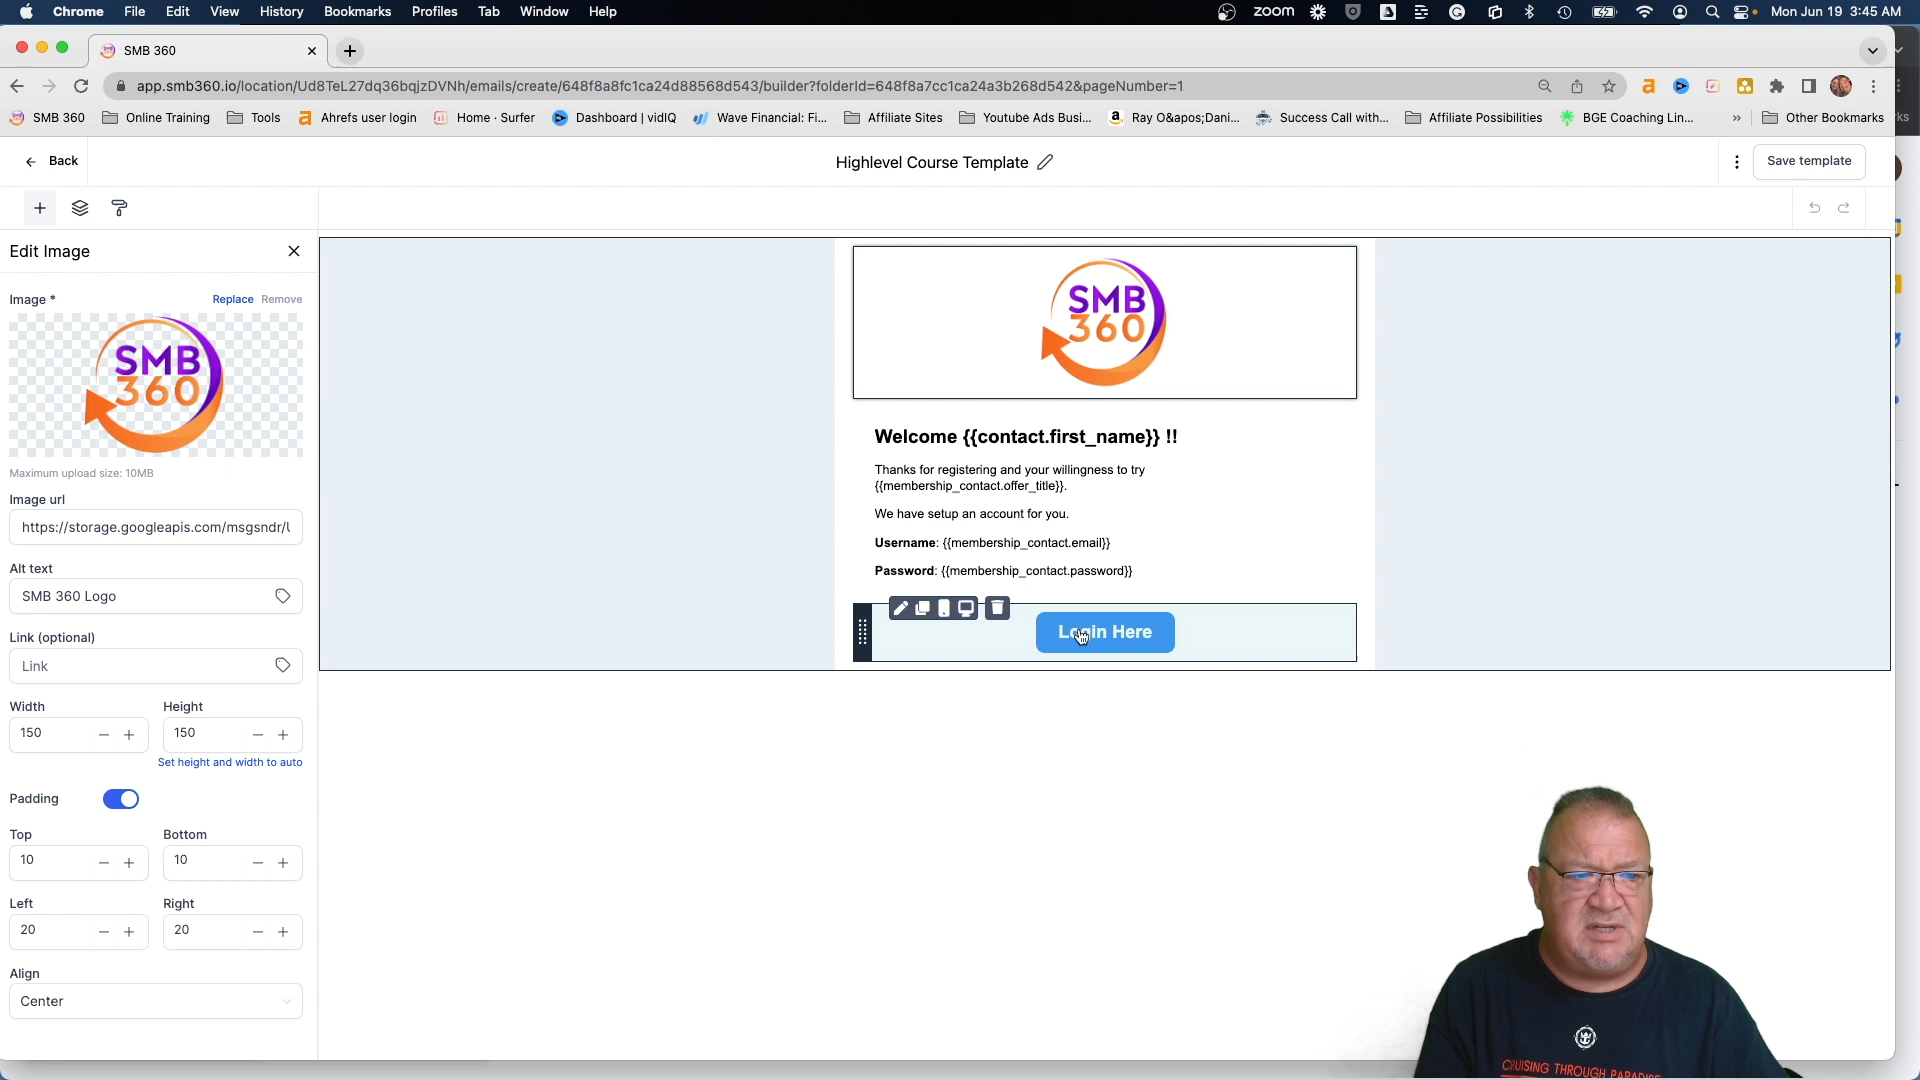 Chrome File Edit View History Bookmarks Profiles Tab Window Help zoom Mon Jun 19 3:45 AM
SMB 360
app.smb360.io/location/Ud8TeL27dq36bqjzDVNh/emails/create/648f8a8fc1ca24d88568d543/builder?folderId=648f8a7cc1ca24a3b268d542&pageNumber=1
SMB 360 Online Training Tools Ahrefs user login Home · Surfer Dashboard | vidIQ Wave Financial: Fi... Affiliate Sites Youtube Ads Busi... Ray O&apos;Dani... Success Call with... Affiliate Possibilities BGE Coaching Lin... » Other Bookmarks
Back
Highlevel Course Template
Save template
Edit Image
Image *
Replace Remove
SMB
360
Maximum upload size: 10MB
Image url
https://storage.googleapis.com/msgsndr/U
Alt text
SMB 360 Logo
Link (optional)
Link
Width Height
150 150
Set height and width to auto
Padding
Top Bottom
10 10
Left Right
20 20
Align
Center
SMB
360
Welcome {{contact.first_name}} !!
Thanks for registering and your willingness to try
{{membership_contact.offer_title}}.
We have setup an account for you.
Username: {{membership_contact.email}}
Password: {{membership_contact.password}}
Login Here
CRUISING THROUGH PARADISE